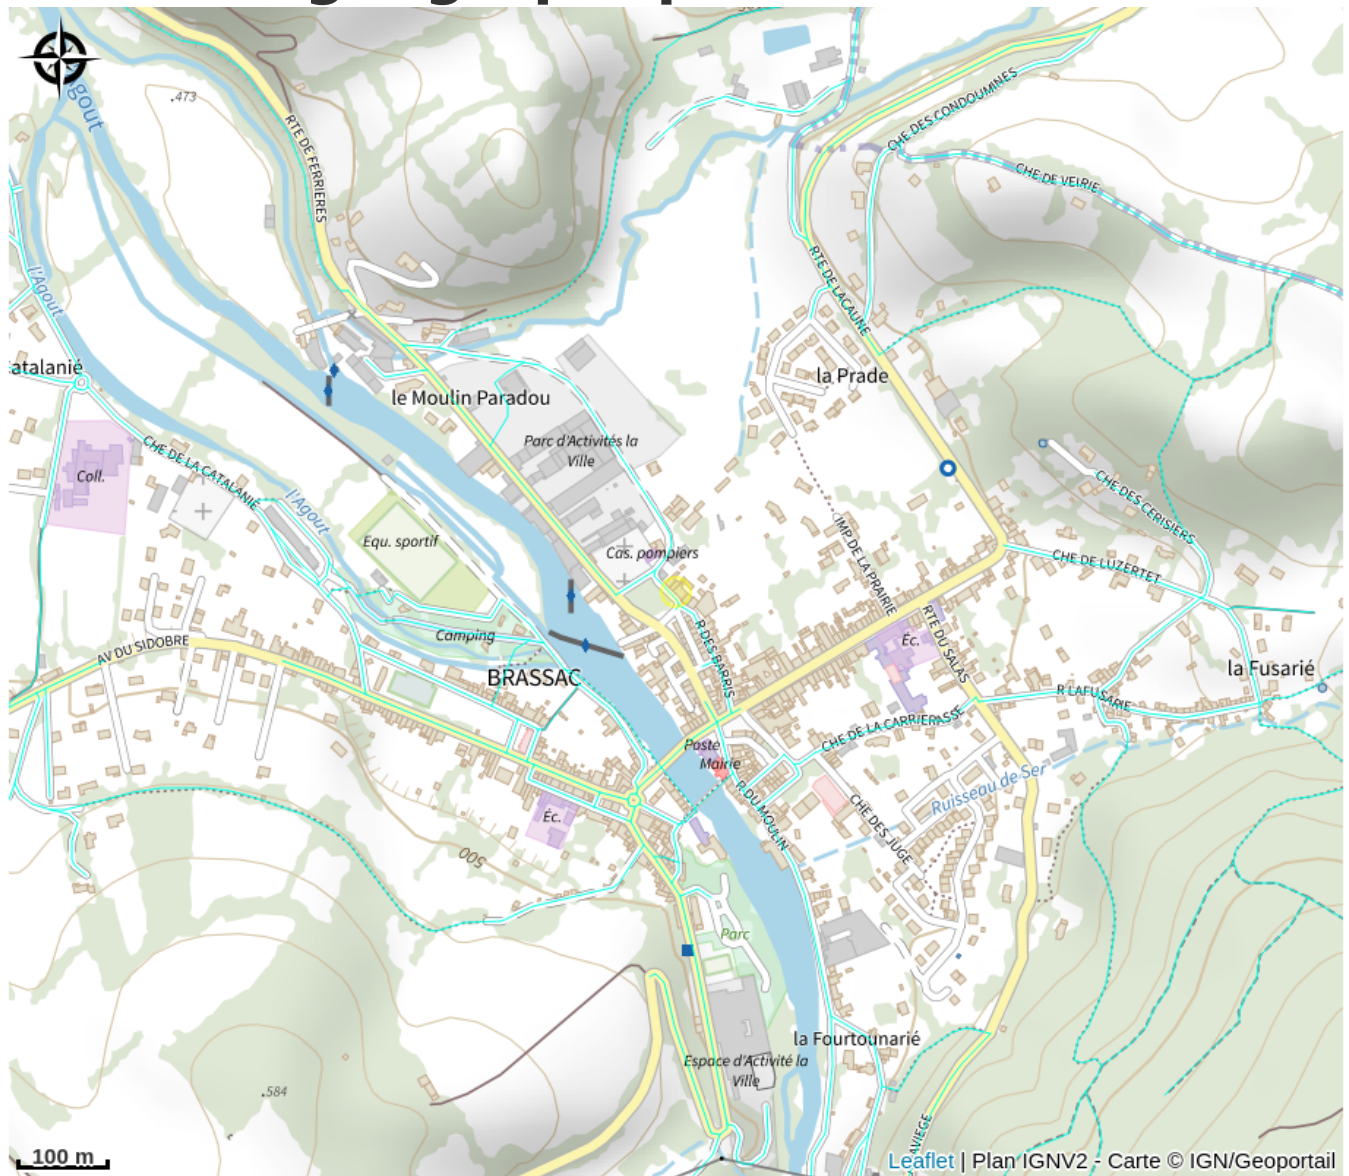 l'Agout
.473
RTE DE FERRIERES
CHE DES CONDOUMINES
CHE DE VEIRIE
RTE DE LACAUNE
l'Agout
atalanié
la Prade
le Moulin Paradou
Parc d'Activités la
Ville
CHE DE LA CATALANIE
Coll.
l'Agout
CHE DES CERISIERS
Equ. sportif
Cas. pompiers
IMP DE LA PRAIRIE
CHE DE LUZERTET
Camping
R DES BARRIS
RTE DU SALAS
Éc.
AV DU SIDOBRE
BRASSAC
la Fusarié
R LAFUSARIE
CHE DE LA CARRIERASSE
Poste
Mairie
Ruisseau de Ser
R DU MOULIN
CHE DES JUGE
Éc.
500
Parc
la Fourtounarié
Espace d'Activité la
Ville
.584
AVIEGE
100 m
Leaflet | Plan IGNV2 - Carte © IGN/Geoportail